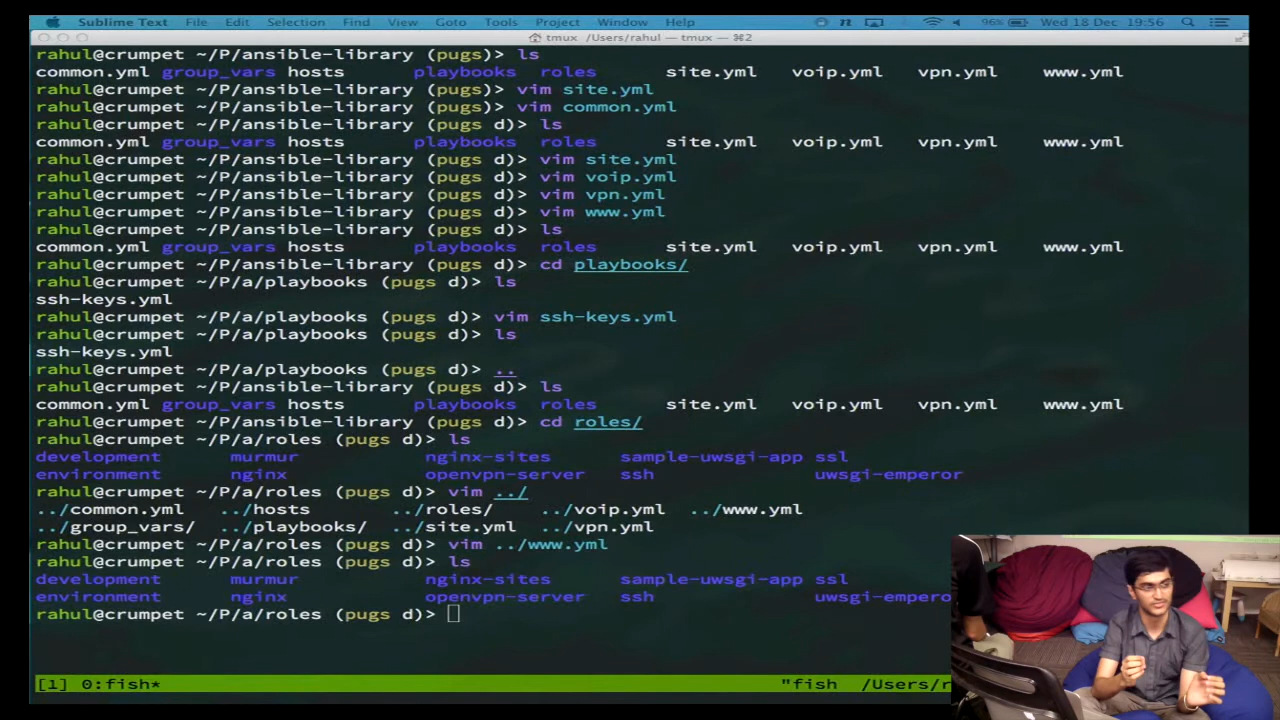 Sublime Text File Edit Selection Find View Goto Tools Project Window Help 96% Wed 18 Dec 19:56
tmux /Users/rahul — tmux — ⌘2
rahul@crumpet ~/P/ansible-library (pugs)> ls
common.yml group_vars hosts playbooks roles site.yml voip.yml vpn.yml www.yml
rahul@crumpet ~/P/ansible-library (pugs)> vim site.yml
rahul@crumpet ~/P/ansible-library (pugs)> vim common.yml
rahul@crumpet ~/P/ansible-library (pugs d)> ls
common.yml group_vars hosts playbooks roles site.yml voip.yml vpn.yml www.yml
rahul@crumpet ~/P/ansible-library (pugs d)> vim site.yml
rahul@crumpet ~/P/ansible-library (pugs d)> vim voip.yml
rahul@crumpet ~/P/ansible-library (pugs d)> vim vpn.yml
rahul@crumpet ~/P/ansible-library (pugs d)> vim www.yml
rahul@crumpet ~/P/ansible-library (pugs d)> ls
common.yml group_vars hosts playbooks roles site.yml voip.yml vpn.yml www.yml
rahul@crumpet ~/P/ansible-library (pugs d)> cd playbooks/
rahul@crumpet ~/P/a/playbooks (pugs d)> ls
ssh-keys.yml
rahul@crumpet ~/P/a/playbooks (pugs d)> vim ssh-keys.yml
rahul@crumpet ~/P/a/playbooks (pugs d)> ls
ssh-keys.yml
rahul@crumpet ~/P/a/playbooks (pugs d)> ..
rahul@crumpet ~/P/ansible-library (pugs d)> ls
common.yml group_vars hosts playbooks roles site.yml voip.yml vpn.yml www.yml
rahul@crumpet ~/P/ansible-library (pugs d)> cd roles/
rahul@crumpet ~/P/a/roles (pugs d)> ls
development murmur nginx-sites sample-uwsgi-app ssl
environment nginx openvpn-server ssh uwsgi-emperor
rahul@crumpet ~/P/a/roles (pugs d)> vim ../
../common.yml ../hosts ../roles/ ../voip.yml ../www.yml
../group_vars/ ../playbooks/ ../site.yml ../vpn.yml
rahul@crumpet ~/P/a/roles (pugs d)> vim ../www.yml
rahul@crumpet ~/P/a/roles (pugs d)> ls
development murmur nginx-sites sample-uwsgi-app ssl
environment nginx openvpn-server ssh uwsgi-empero
rahul@crumpet ~/P/a/roles (pugs d)>
[1] 0:fish* "fish /Users/r